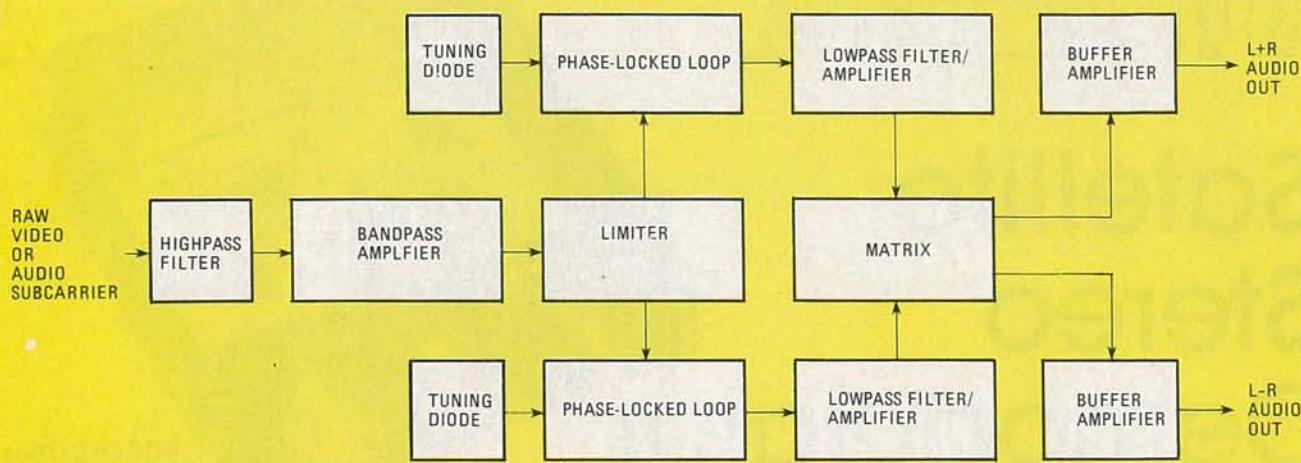 TUNING
D!ODE
PHASE-LOCKED LOOP
LOWPASS FILTER/
AMPLIFIER
BUFFER
AMPLIFIER
L+R
AUDIO
OUT
RAW
VIDEO
OR
AUDIO
SUBCARRIER
HIGHPASS
FILTER
BANDPASS
AMPLFIER
LIMITER
MATRIX
TUNING
DIODE
PHASE-LOCKED LOOP
LOWPASS FILTER/
AMPLIFIER
BUFFER
AMPLIFIER
L-R
AUDIO
OUT